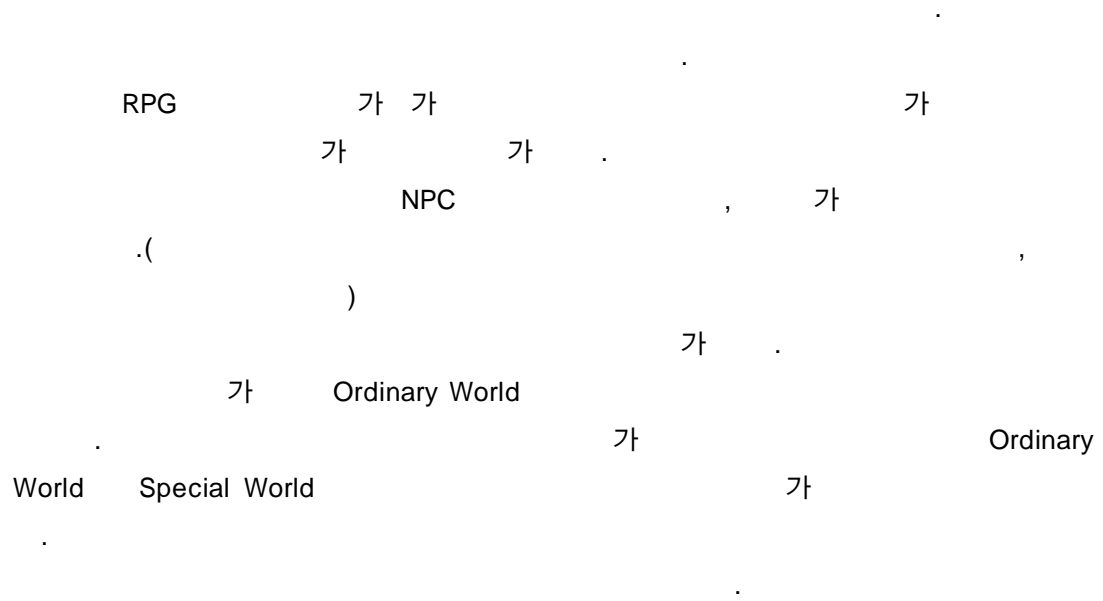 .
.
RPG 가 가 가
가 가 .
NPC , 가
.( ,
)
가 .
가 Ordinary World
. 가 Ordinary
World Special World 가
.
.